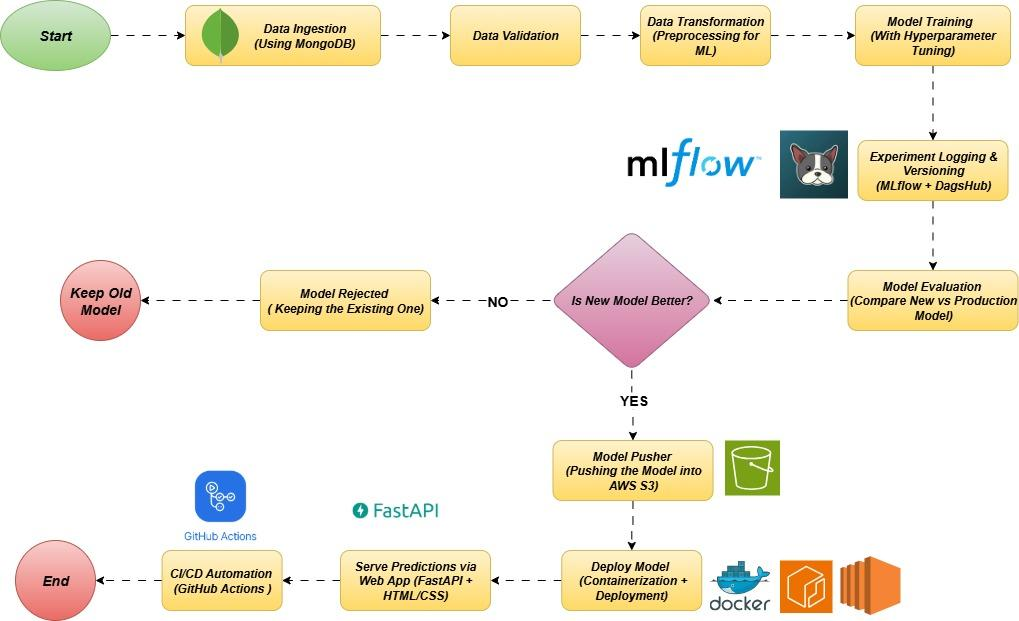 Start
Data Ingestion
(Using MongoDB)
Data Validation
Data Transformation
(Preprocessing for
ML)
Model Training
(With Hyperparameter
Tuning)
mlflow™
Experiment Logging &
Versioning
(MLflow + DagsHub)
Keep Old
Model
Model Rejected
( Keeping the Existing One)
NO
Is New Model Better?
Model Evaluation
(Compare New vs Production
Model)
YES
Model Pusher
(Pushing the Model into
AWS S3)
GitHub Actions
FastAPI
End
CI/CD Automation
(GitHub Actions )
Serve Predictions via
Web App (FastAPI +
HTML/CSS)
Deploy Model
(Containerization +
Deployment)
docker